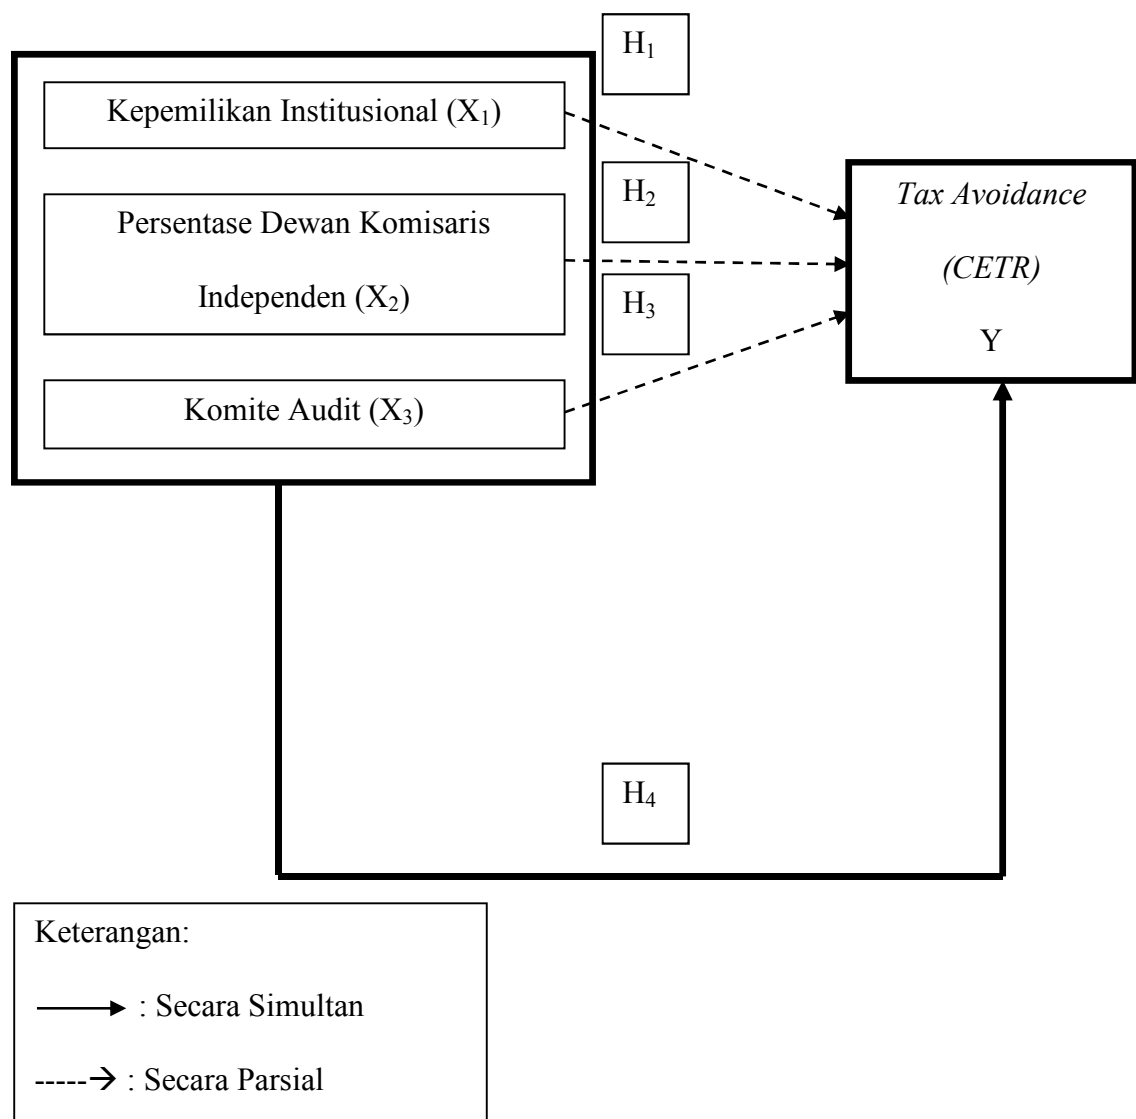 H₁
Kepemilikan Institusional (X₁)
H₂
Persentase Dewan Komisaris
Independen (X₂)
H₃
Komite Audit (X₃)
Tax Avoidance
(CETR)
Y
H₄
Keterangan:
: Secara Simultan
-----→ : Secara Parsial